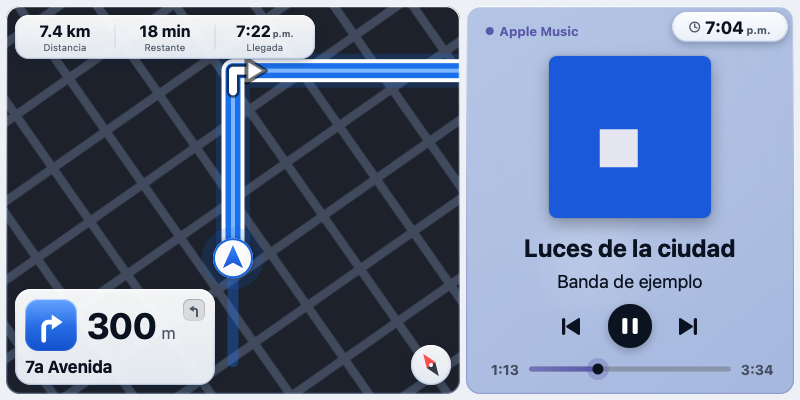 7.4 km
Distancia
18 min
Restante
7:22 p.m.
Llegada
300 m
7a Avenida
Apple Music
7:04 p.m.
Luces de la ciudad
Banda de ejemplo
1:13
3:34